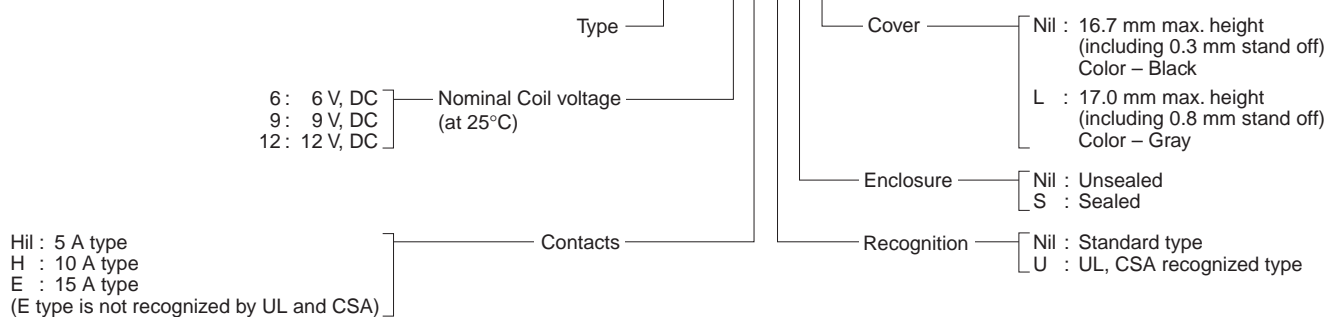 Type
Cover
Nil : 16.7 mm max. height
(including 0.3 mm stand off)
Color – Black
L : 17.0 mm max. height
(including 0.8 mm stand off)
Color – Gray
6 : 6 V, DC
9 : 9 V, DC
12 : 12 V, DC
Nominal Coil voltage
(at 25°C)
Enclosure
Nil : Unsealed
S : Sealed
Hil : 5 A type
H : 10 A type
E : 15 A type
(E type is not recognized by UL and CSA)
Contacts
Recognition
Nil : Standard type
U : UL, CSA recognized type